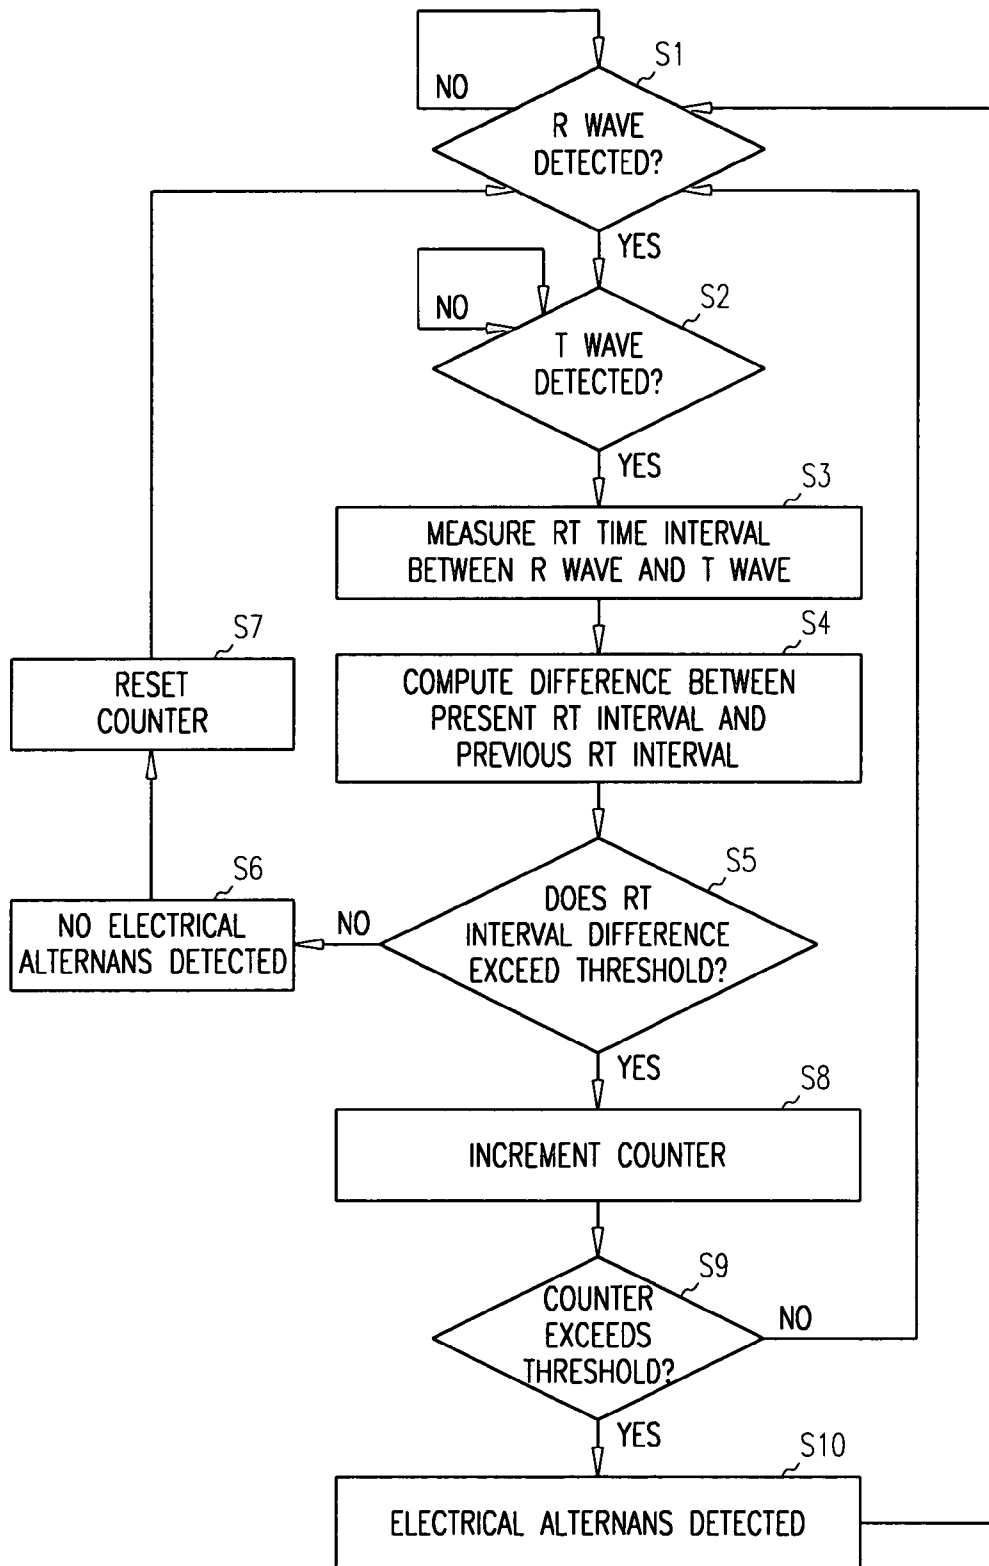 S1
NO
R WAVE
DETECTED?
YES
S2
NO
T WAVE
DETECTED?
YES
S3
MEASURE RT TIME INTERVAL
BETWEEN R WAVE AND T WAVE
S4
COMPUTE DIFFERENCE BETWEEN
PRESENT RT INTERVAL AND
PREVIOUS RT INTERVAL
S7
RESET
COUNTER
S5
DOES RT
INTERVAL DIFFERENCE
EXCEED THRESHOLD?
NO
S6
NO ELECTRICAL
ALTERNANS DETECTED
YES
S8
INCREMENT COUNTER
S9
COUNTER
EXCEEDS
THRESHOLD?
NO
YES
S10
ELECTRICAL ALTERNANS DETECTED